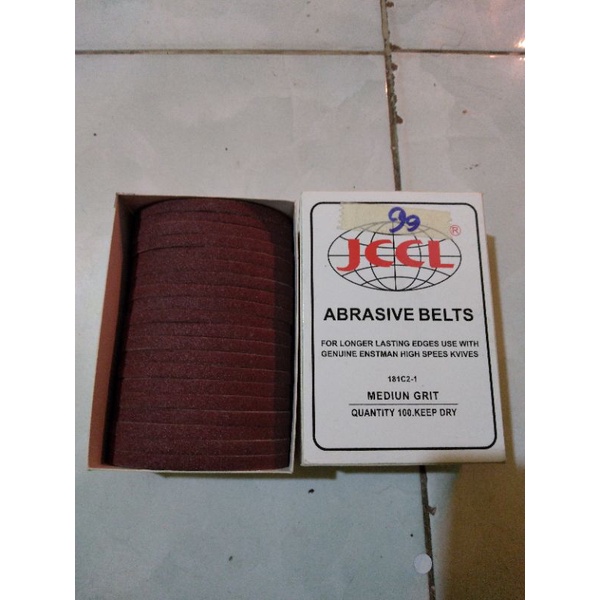 99
JCCL®
ABRASIVE BELTS
FOR LONGER LASTING EDGES USE WITH
GENUINE ENSTMAN HIGH SPEES KVIVES
181C2-1
MEDIUN GRIT
QUANTITY 100.KEEP DRY